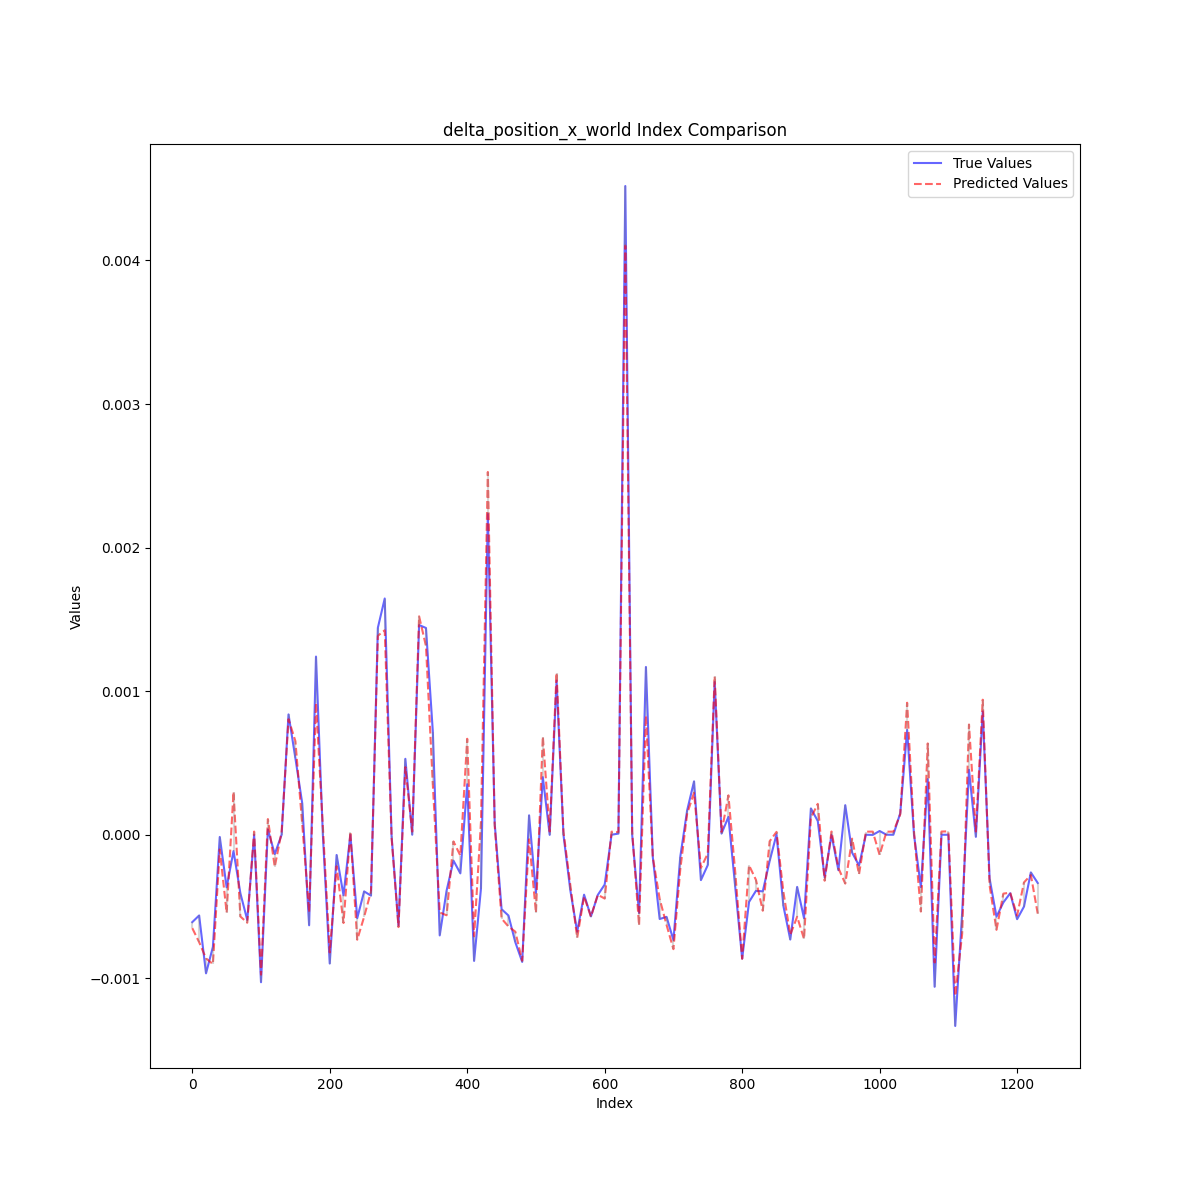 delta_position_x_world Index Comparison
True Values
Predicted Values
0.004
0.003
0.002
0.001
0.000
−0.001
Values
0 200 400 600 800 1000 1200
Index